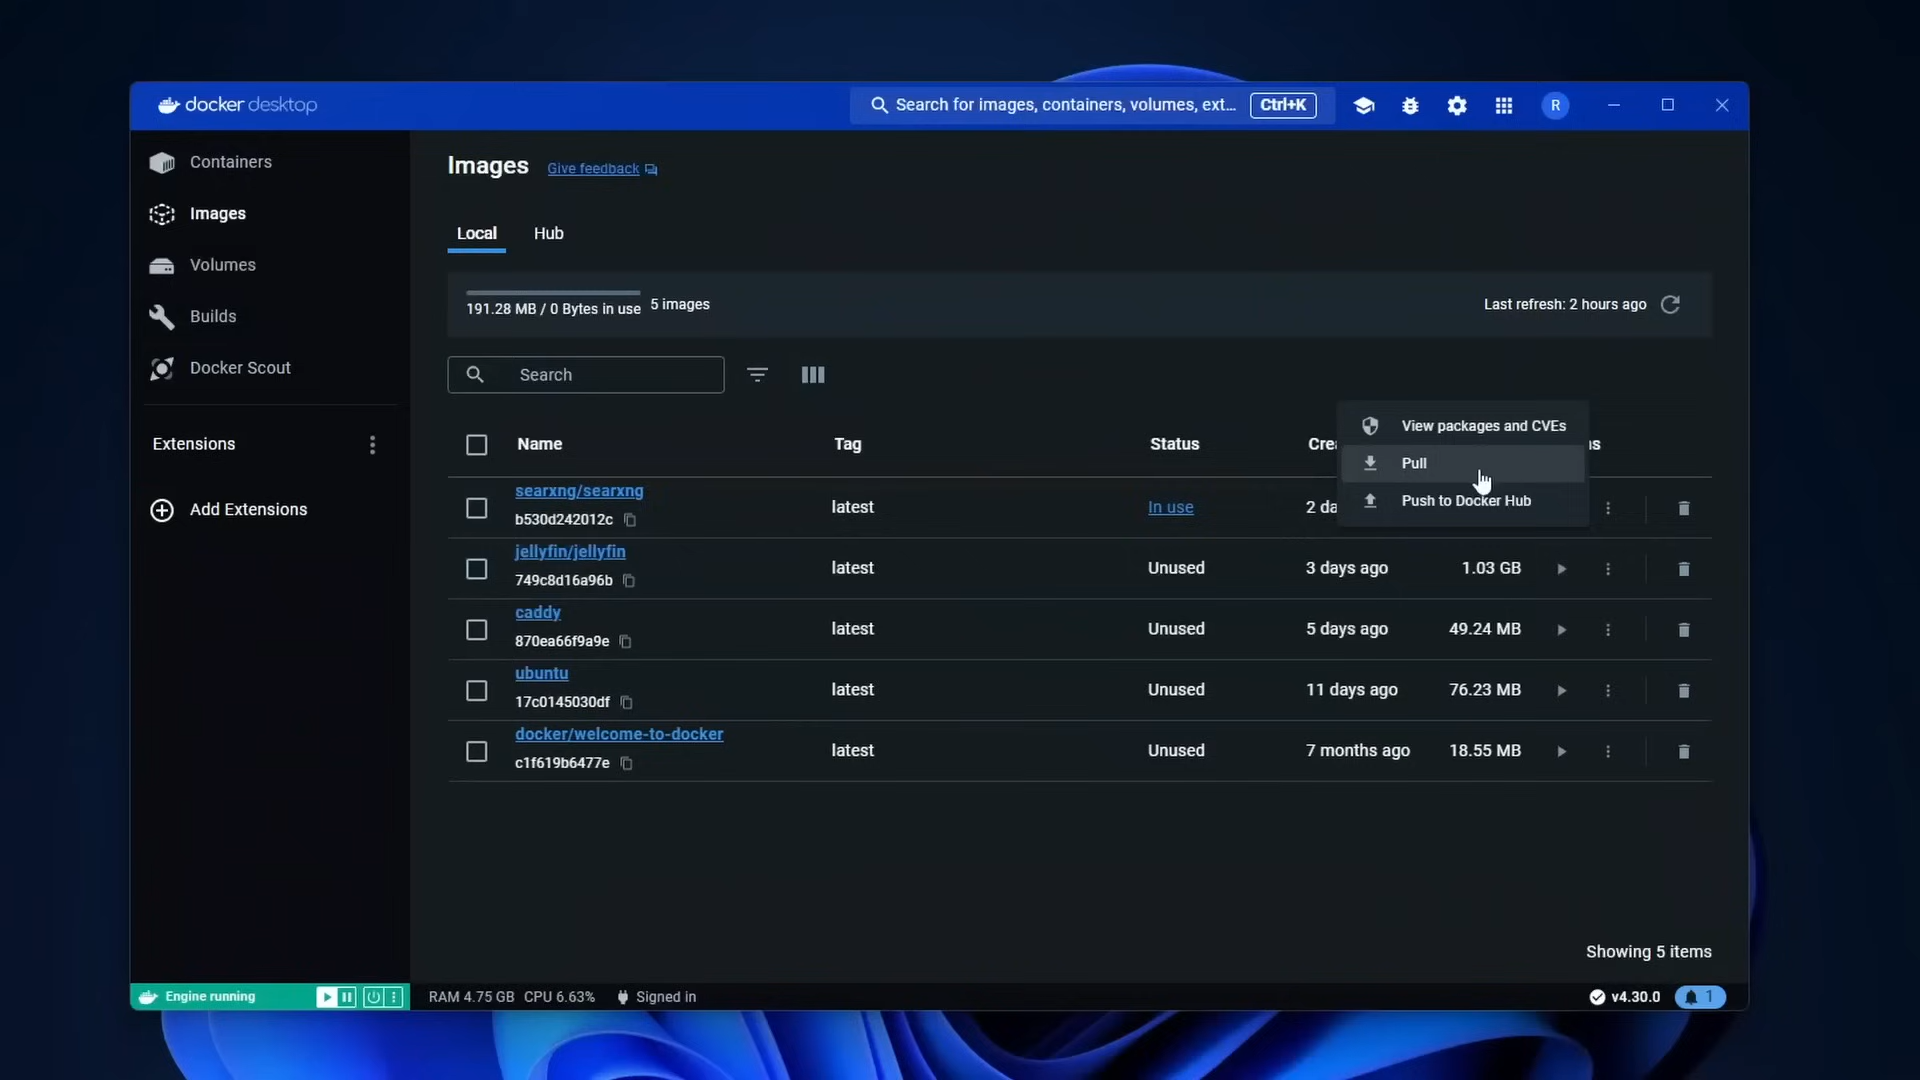 docker desktop
Search for images, containers, volumes, ext... Ctrl+K
R
Containers
Images
Volumes
Builds
Docker Scout
Extensions
Add Extensions
Images Give feedback
Local Hub
191.28 MB / 0 Bytes in use 5 images
Last refresh: 2 hours ago
Search
Name Tag Status Cre
View packages and CVEs
Pull
Push to Docker Hub
searxng/searxng
b530d242012c
latest In use 2 da
jellyfin/jellyfin
749c8d16a96b
latest Unused 3 days ago 1.03 GB
caddy
870ea66f9a9e
latest Unused 5 days ago 49.24 MB
ubuntu
17c0145030df
latest Unused 11 days ago 76.23 MB
docker/welcome-to-docker
c1f619b6477e
latest Unused 7 months ago 18.55 MB
Showing 5 items
Engine running
RAM 4.75 GB CPU 6.63% Signed in
v4.30.0 1